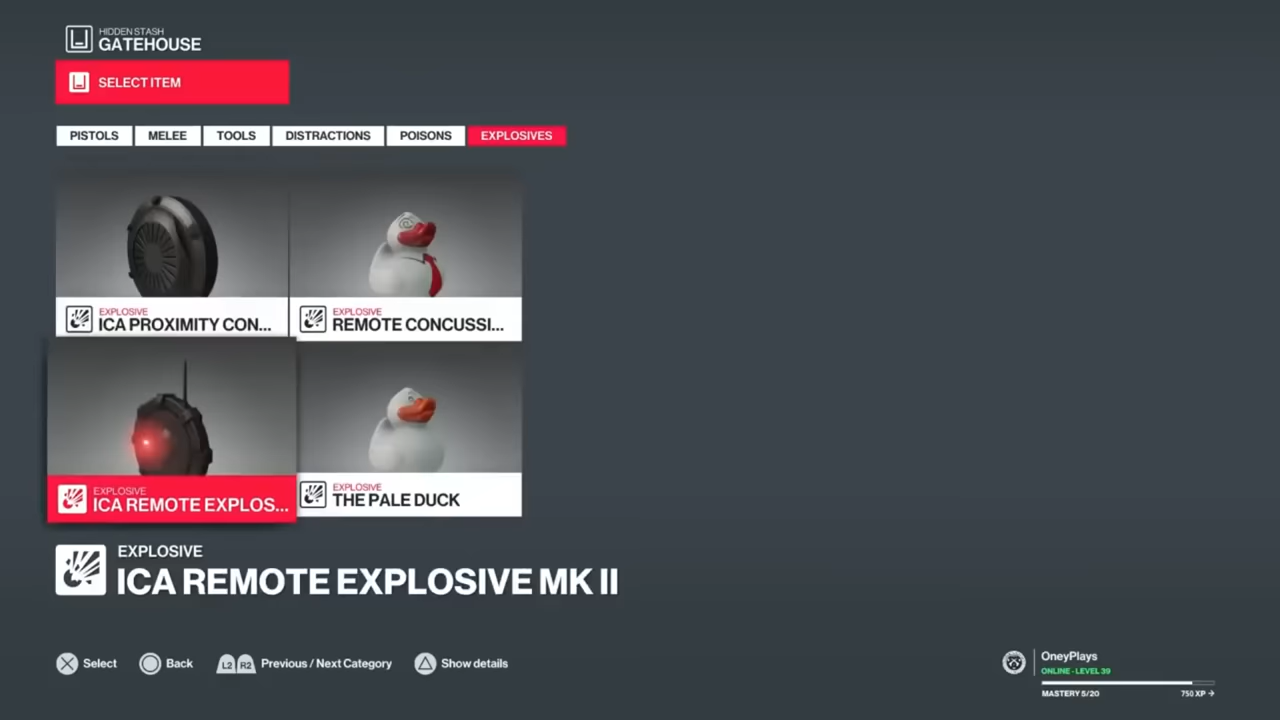 HIDDEN STASH
GATEHOUSE
SELECT ITEM
PISTOLS MELEE TOOLS DISTRACTIONS POISONS EXPLOSIVES
EXPLOSIVE
ICA PROXIMITY CON...
EXPLOSIVE
REMOTE CONCUSSI...
EXPLOSIVE
ICA REMOTE EXPLOS...
EXPLOSIVE
THE PALE DUCK
EXPLOSIVE
ICA REMOTE EXPLOSIVE MK II
Select Back L2 R2 Previous / Next Category Show details
OneyPlays
ONLINE - LEVEL 39
MASTERY 5/20 750 XP →